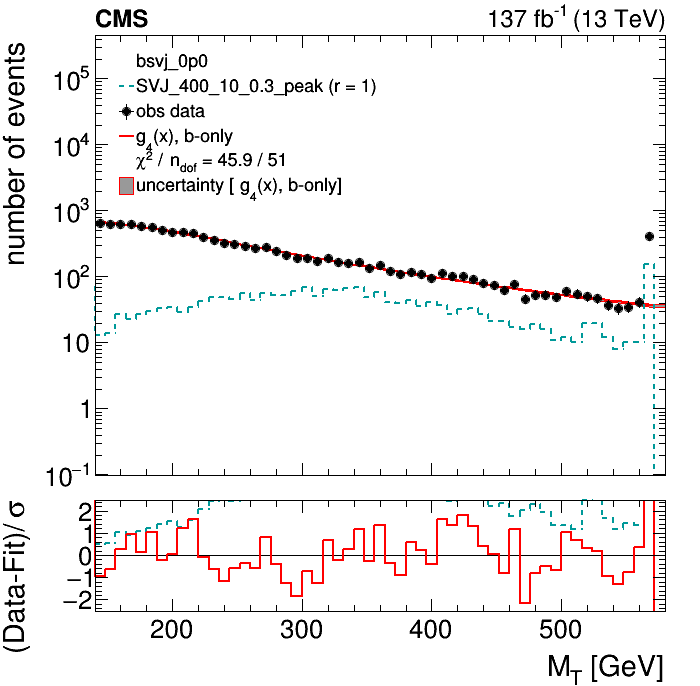 CMS 137 fb⁻¹ (13 TeV)
number of events
bsvj_0p0
SVJ_400_10_0.3_peak (r = 1)
obs data
g₄(x), b-only
χ² / n_dof = 45.9 / 51
uncertainty [ g₄(x), b-only]
10⁵
10⁴
10³
10²
10
1
10⁻¹
(Data-Fit)/σ
2
1
0
−1
−2
200 300 400 500
M_T [GeV]